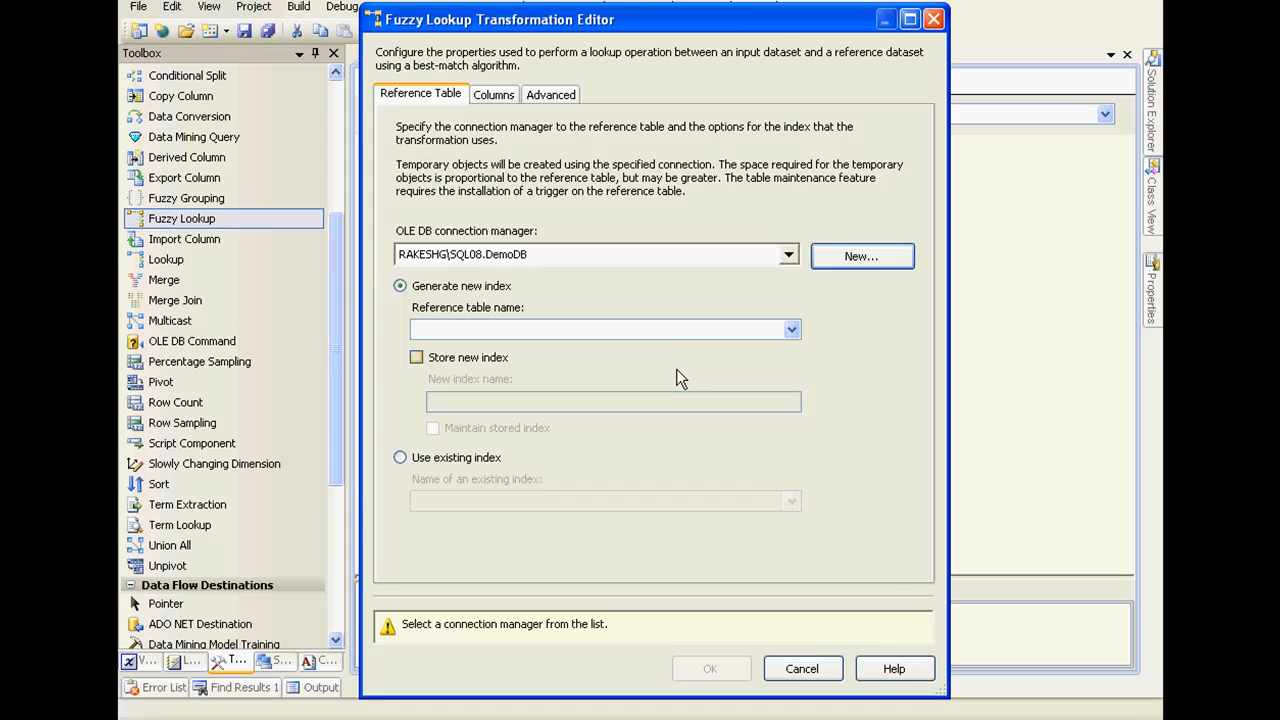 File
Edit
View
Project
Build
Debug
Toolbox
Conditional Split
Copy Column
Data Conversion
Data Mining Query
Derived Column
Export Column
Fuzzy Grouping
Fuzzy Lookup
Import Column
Lookup
Merge
Merge Join
Multicast
OLE DB Command
Percentage Sampling
Pivot
Row Count
Row Sampling
Script Component
Slowly Changing Dimension
Sort
Term Extraction
Term Lookup
Union All
Unpivot
Data Flow Destinations
Pointer
ADO NET Destination
Data Mining Model Training
V...
L...
T...
S...
C...
Error List
Find Results 1
Output
Fuzzy Lookup Transformation Editor
Configure the properties used to perform a lookup operation between an input dataset and a reference dataset
using a best-match algorithm.
Reference Table
Columns
Advanced
Specify the connection manager to the reference table and the options for the index that the
transformation uses.
Temporary objects will be created using the specified connection. The space required for the temporary
objects is proportional to the reference table, but may be greater. The table maintenance feature
requires the installation of a trigger on the reference table.
OLE DB connection manager:
RAKESHG\SQL08.DemoDB
New...
Generate new index
Reference table name:
Store new index
New index name:
Maintain stored index
Use existing index
Name of an existing index:
Select a connection manager from the list.
OK
Cancel
Help
Solution Explorer
Class View
Properties